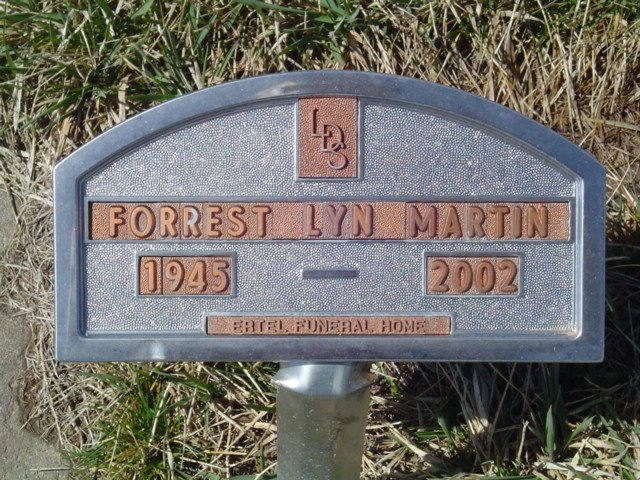 LDS
FORREST LYN MARTIN
1945 – 2002
ERTEL FUNERAL HOME